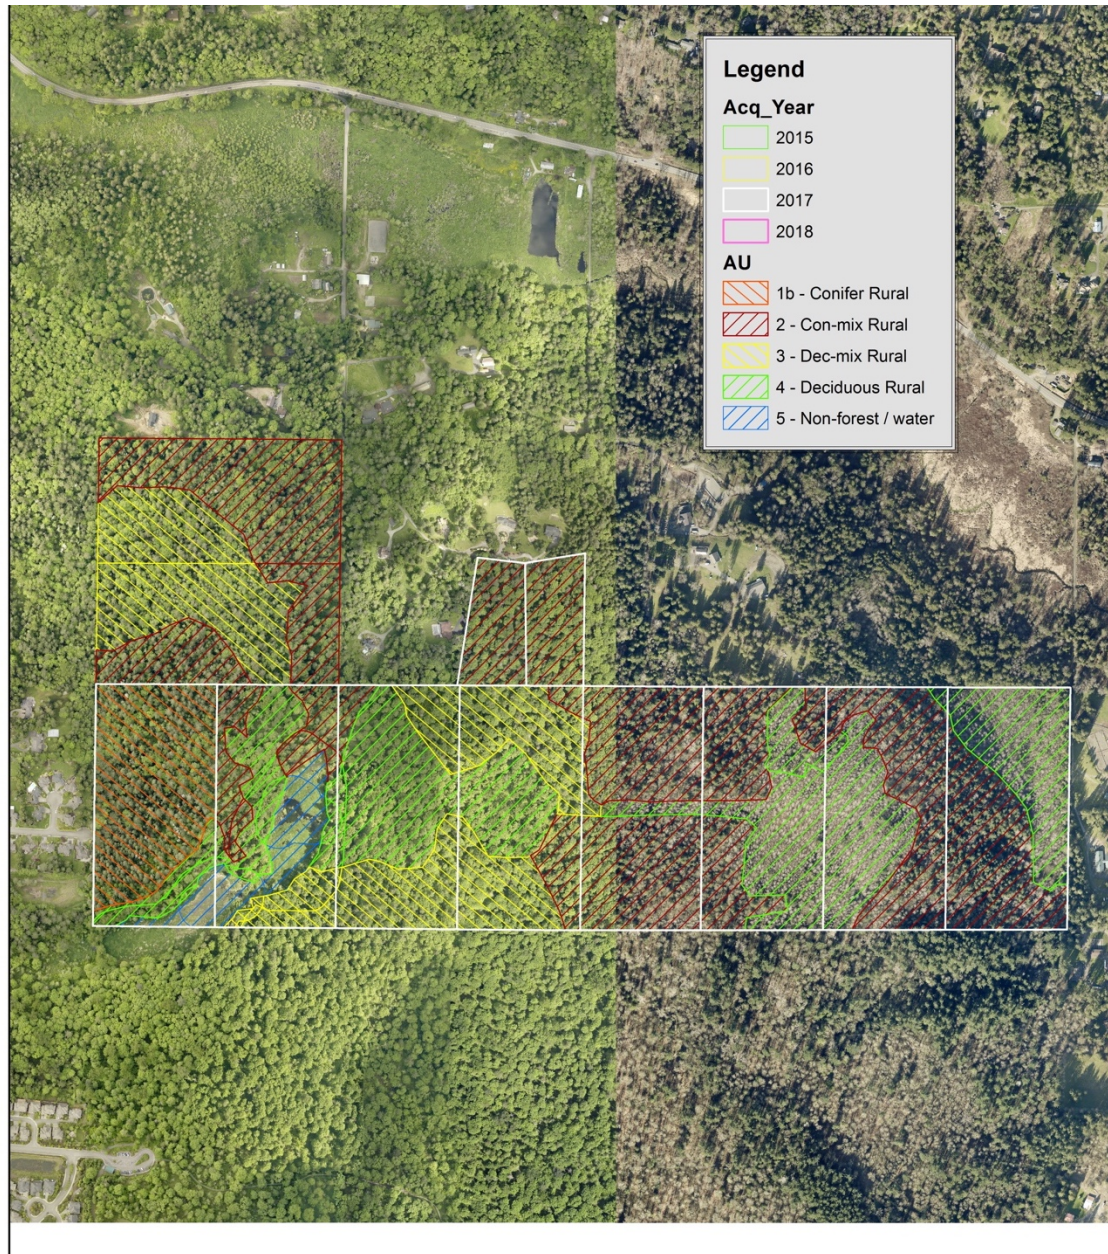 Legend
Acq_Year
2015
2016
2017
2018
AU
1b - Conifer Rural
2 - Con-mix Rural
3 - Dec-mix Rural
4 - Deciduous Rural
5 - Non-forest / water